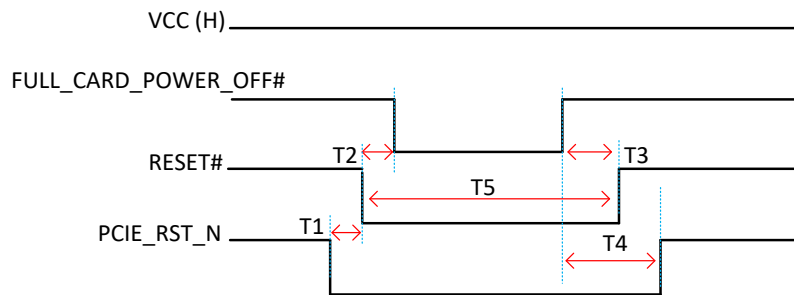 VCC (H)
FULL_CARD_POWER_OFF#
T2
T3
RESET#
T5
T1
PCIE_RST_N
T4